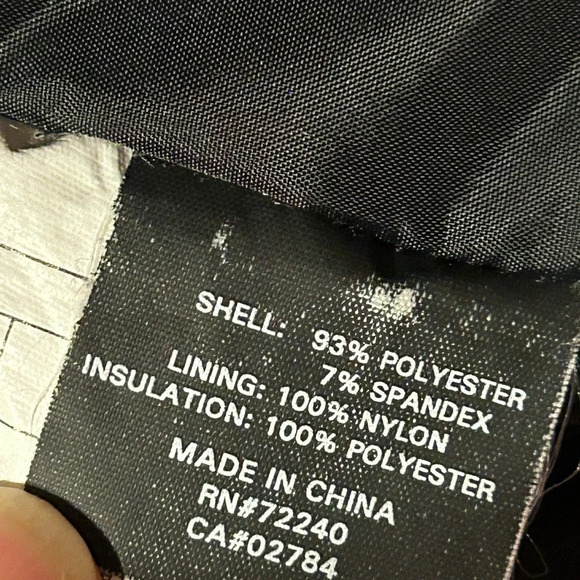 SHELL: 93% POLYESTER
7% SPANDEX
LINING: 100% NYLON
INSULATION: 100% POLYESTER
MADE IN CHINA
RN#72240
CA#02784